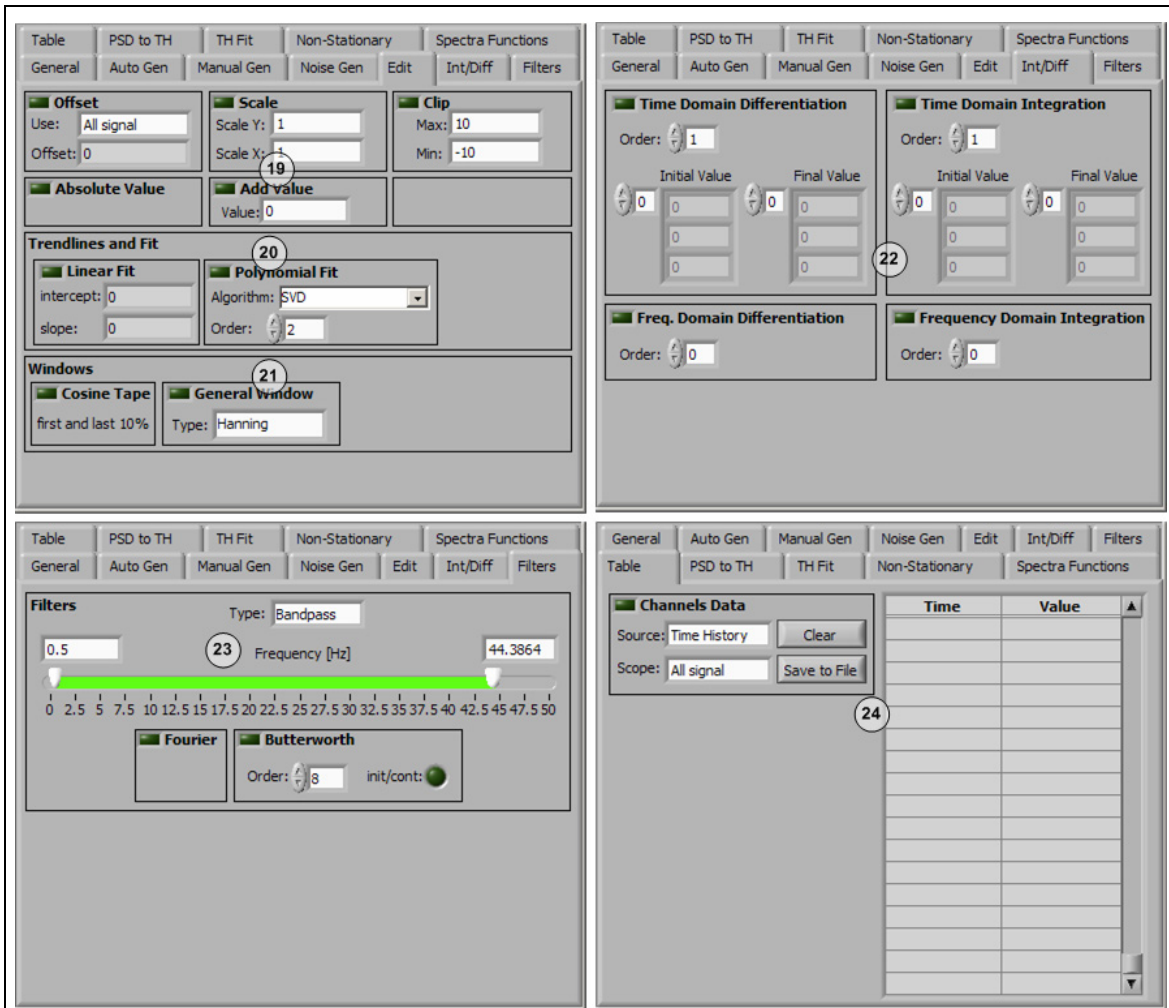 Table PSD to TH TH Fit Non-Stationary Spectra Functions
General Auto Gen Manual Gen Noise Gen Edit Int/Diff Filters
Offset Scale Clip
Use: All signal Scale Y: 1 Max: 10
Offset: 0 Scale X: 1 Min: -10
19
Absolute Value Add Value
Value: 0
Trendlines and Fit
20
Linear Fit Polynomial Fit
intercept: 0 Algorithm: SVD
slope: 0 Order: 2
Windows
21
Cosine Tape General Window
first and last 10% Type: Hanning
Table PSD to TH TH Fit Non-Stationary Spectra Functions
General Auto Gen Manual Gen Noise Gen Edit Int/Diff Filters
Time Domain Differentiation Time Domain Integration
Order: 1 Order: 1
Initial Value Final Value Initial Value Final Value
0 0 0 0 0 0 0 0
0 0 0 0
0 0 0 0
22
Freq. Domain Differentiation Frequency Domain Integration
Order: 0 Order: 0
Table PSD to TH TH Fit Non-Stationary Spectra Functions
General Auto Gen Manual Gen Noise Gen Edit Int/Diff Filters
Filters Type: Bandpass
0.5 23 Frequency [Hz] 44.3864
0 2.5 5 7.5 10 12.5 15 17.5 20 22.5 25 27.5 30 32.5 35 37.5 40 42.5 45 47.5 50
Fourier Butterworth
Order: 8 init/cont:
General Auto Gen Manual Gen Noise Gen Edit Int/Diff Filters
Table PSD to TH TH Fit Non-Stationary Spectra Functions
Channels Data Time Value
Source: Time History Clear
Scope: All signal Save to File
24